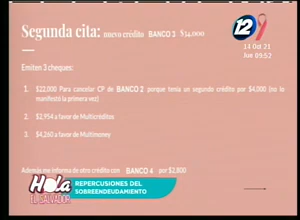 Segunda cita: nuevo crédito BANCO 3 $34,000
12
14 Oct 21
Jue 09:52
Emiten 3 cheques:
1. $22,000 Para cancelar CP de BANCO 2 porque tenía un segundo crédito por $4,000 (no te
manifestó la primera vez)
2. $2,954 a favor de Multicréditos
3. $4,260 a favor de Multimoney
Además me informa de otro crédito con BANCO 4 por $2,800
Hola
EL SALVADOR
REPERCUSIONES DEL
SOBREENDEUDAMIENTO